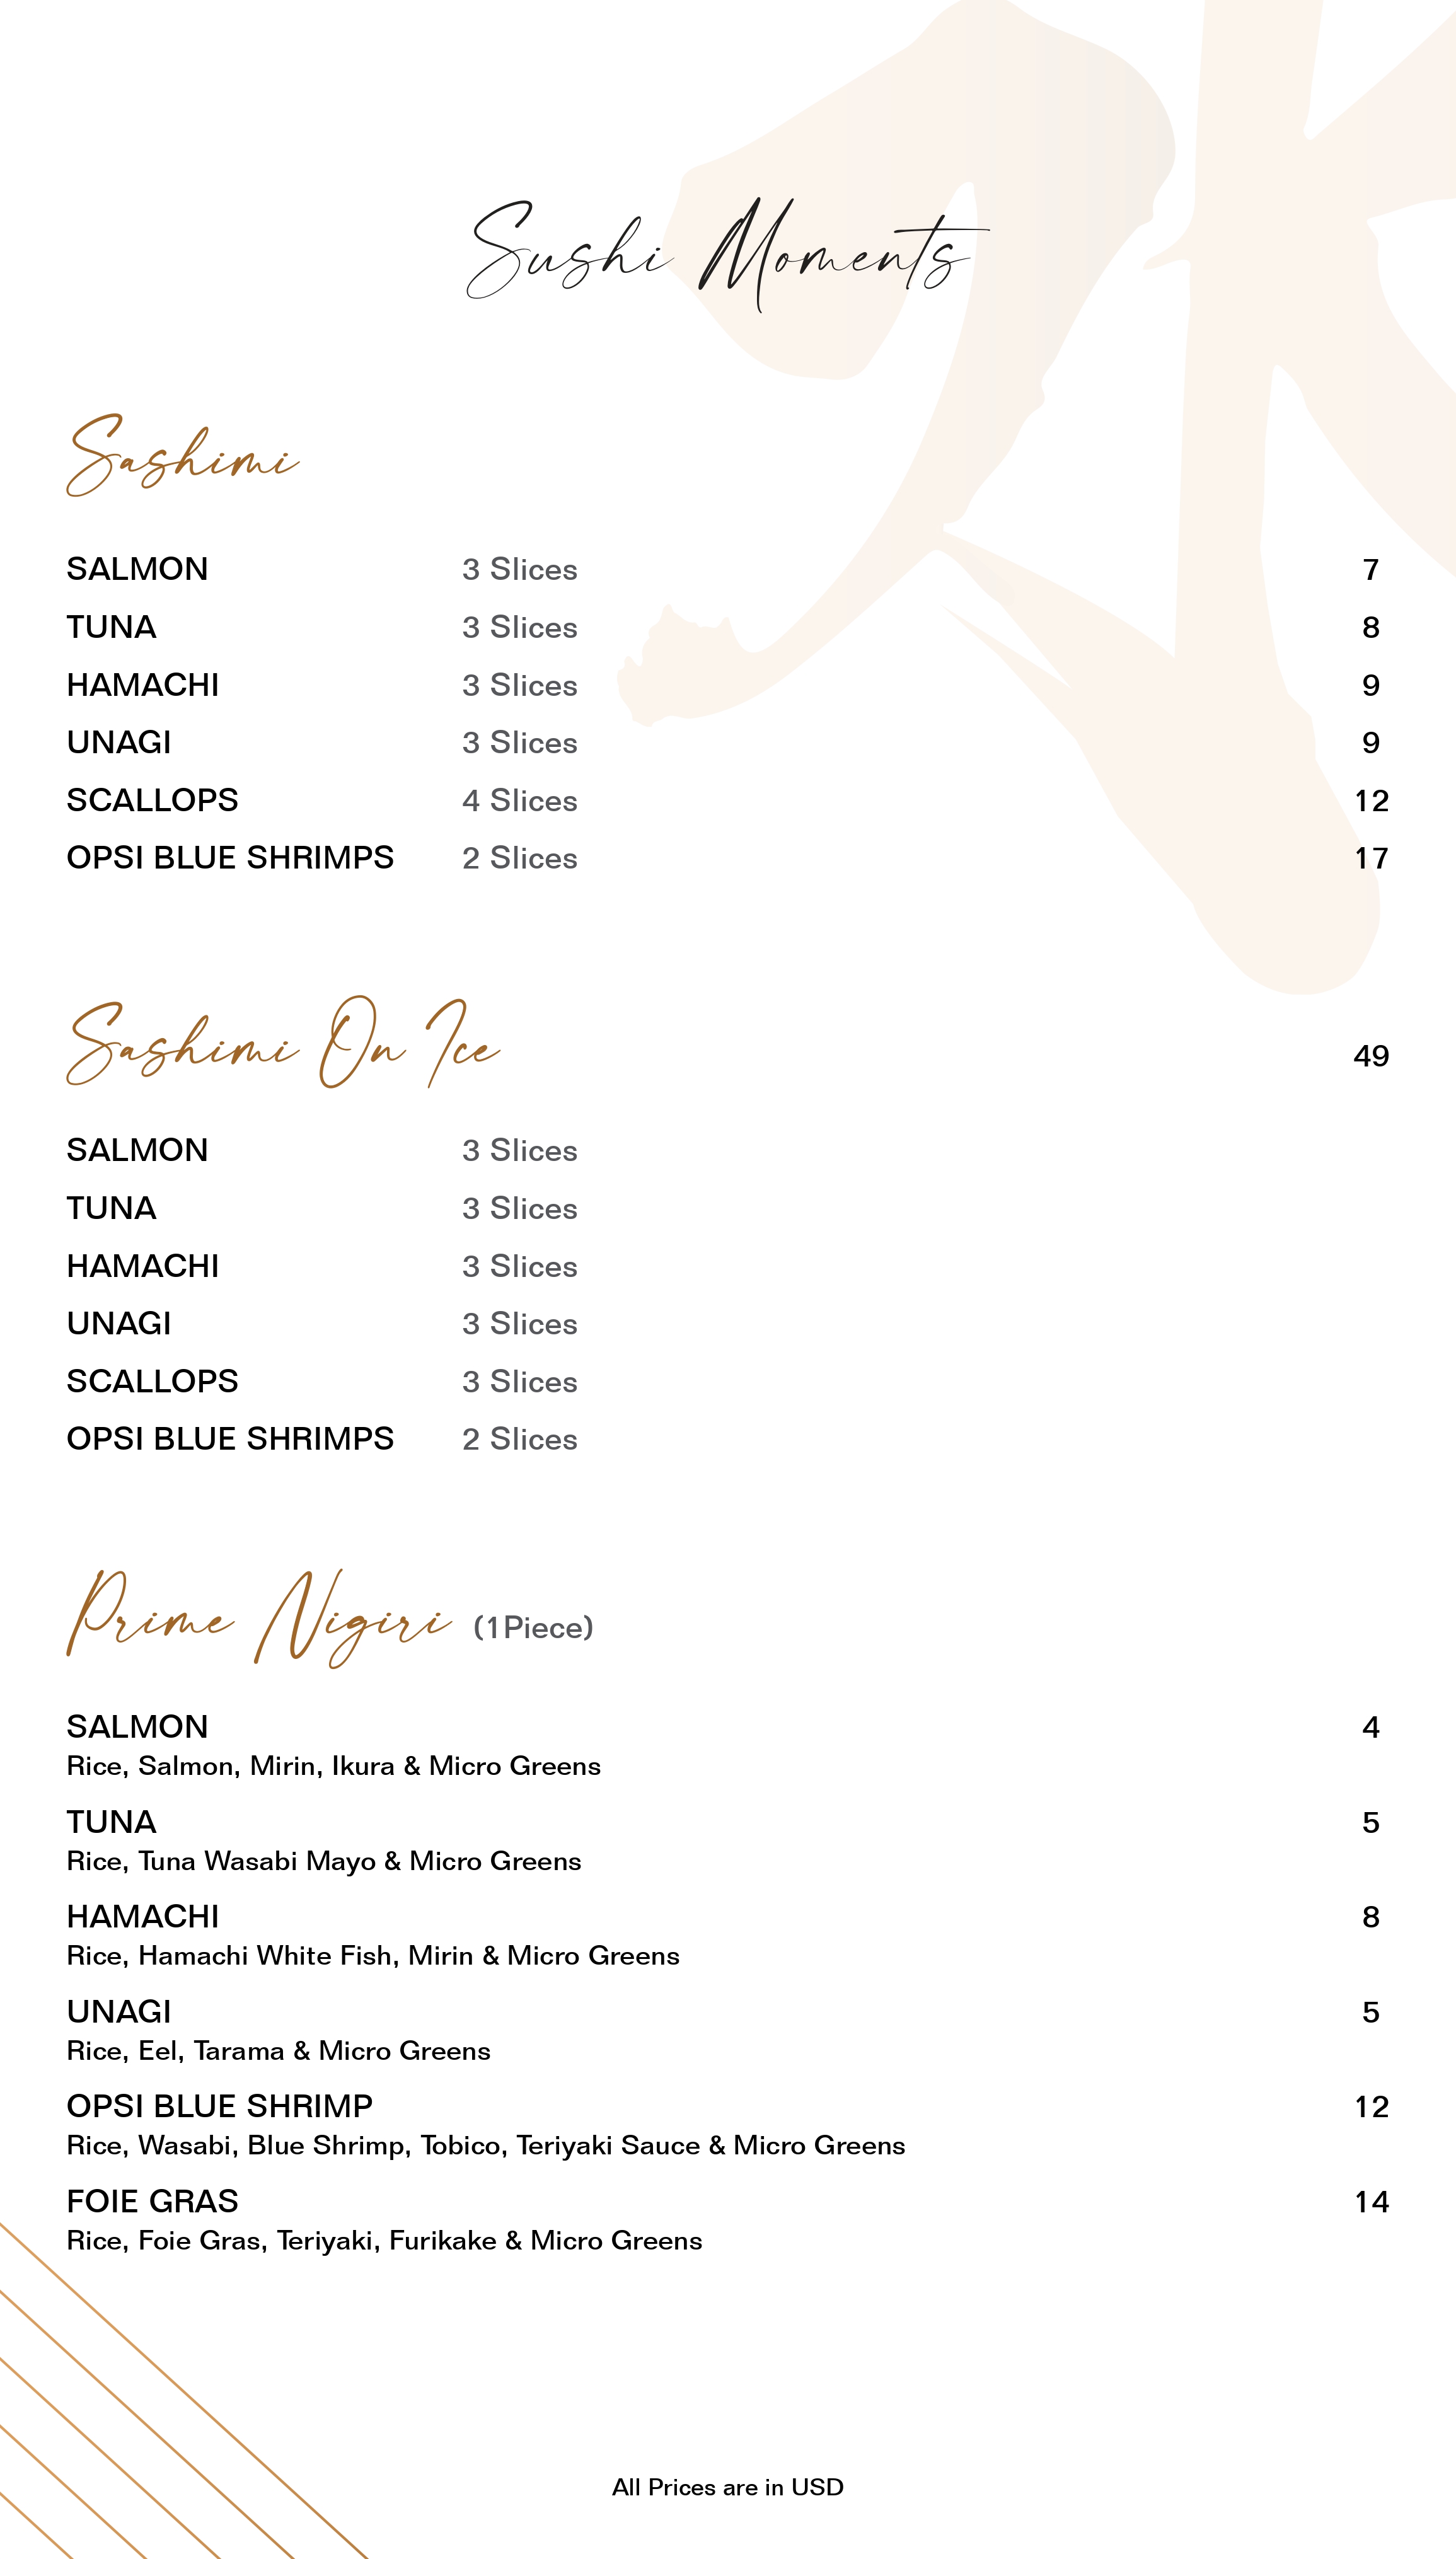 Sushi Moments
Sashimi
SALMON 3 Slices 7
TUNA 3 Slices 8
HAMACHI 3 Slices 9
UNAGI 3 Slices 9
SCALLOPS 4 Slices 12
OPSI BLUE SHRIMPS 2 Slices 17
Sashimi On Ice 49
SALMON 3 Slices
TUNA 3 Slices
HAMACHI 3 Slices
UNAGI 3 Slices
SCALLOPS 3 Slices
OPSI BLUE SHRIMPS 2 Slices
Prime Nigiri (1Piece)
SALMON 4
Rice, Salmon, Mirin, Ikura & Micro Greens
TUNA 5
Rice, Tuna Wasabi Mayo & Micro Greens
HAMACHI 8
Rice, Hamachi White Fish, Mirin & Micro Greens
UNAGI 5
Rice, Eel, Tarama & Micro Greens
OPSI BLUE SHRIMP 12
Rice, Wasabi, Blue Shrimp, Tobico, Teriyaki Sauce & Micro Greens
FOIE GRAS 14
Rice, Foie Gras, Teriyaki, Furikake & Micro Greens
All Prices are in USD